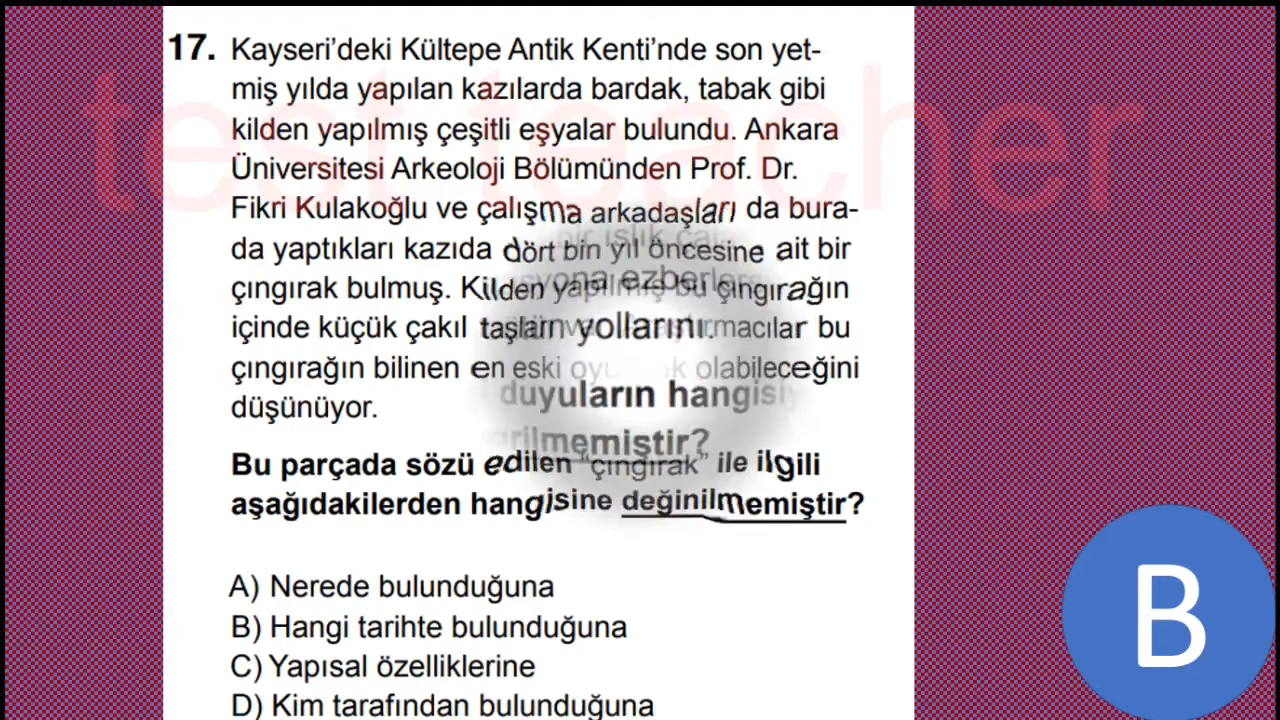 test teacher
17. Kayseri'deki Kültepe Antik Kenti'nde son yet-
miş yılda yapılan kazılarda bardak, tabak gibi
kilden yapılmış çeşitli eşyalar bulundu. Ankara
Üniversitesi Arkeoloji Bölümünden Prof. Dr.
Fikri Kulakoğlu ve çalışma arkadaşları da bura-
da yaptıkları kazıda dört bin yıl öncesine ait bir
çıngırak bulmuş. Kilden yapılmış bu çıngırağın
içinde küçük çakıl yollarını. bu
çıngırağın bilinen en eski olabileceğini
duyuların
düşünüyor.
Bu parçada sözü edilen "çıngırak" ile ilgili
aşağıdakilerden hangisine değinilmemiştir?
A) Nerede bulunduğuna
B) Hangi tarihte bulunduğuna
C) Yapısal özelliklerine
D) Kim tarafından bulunduğuna
B